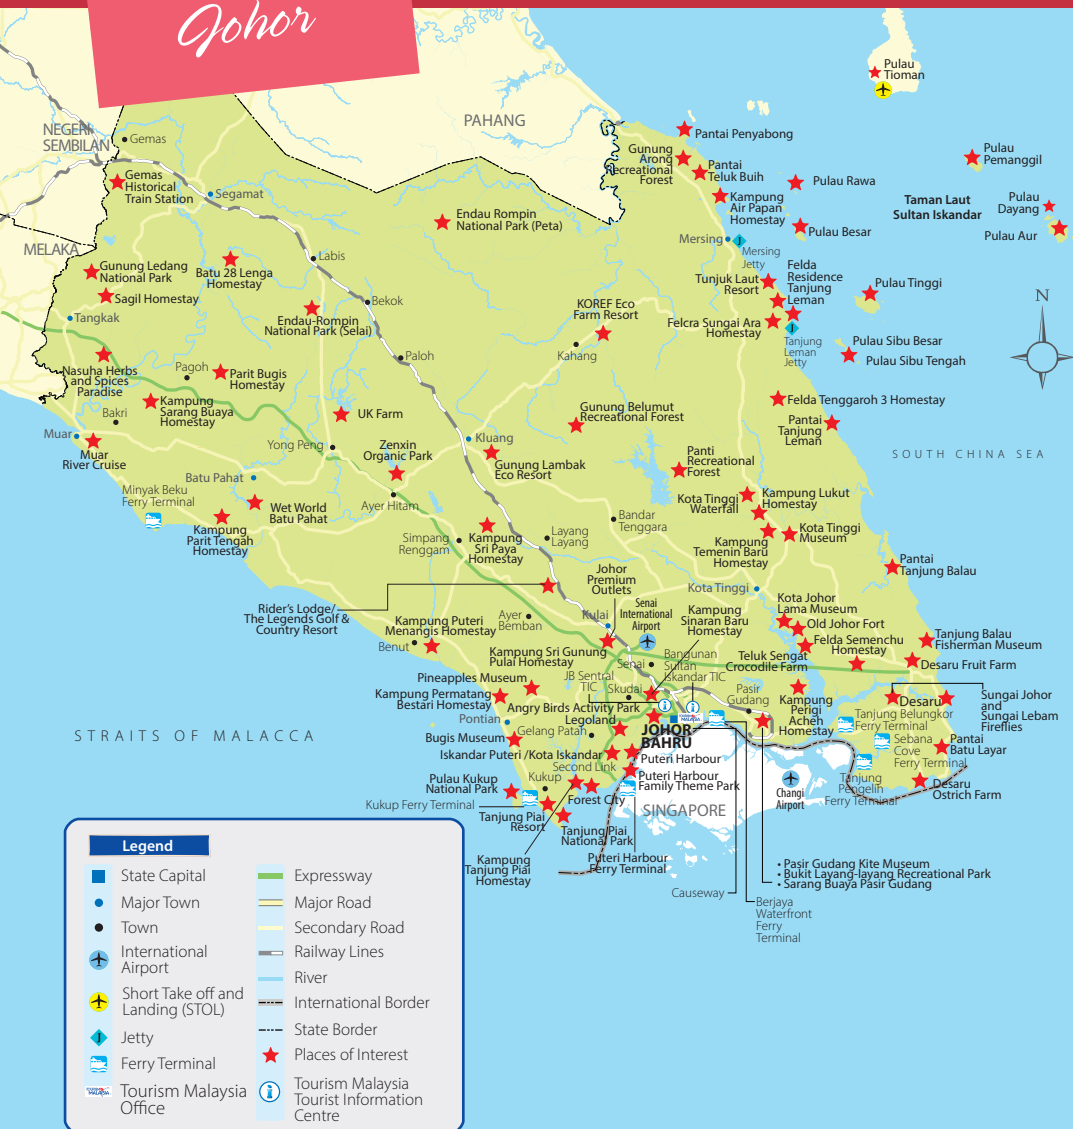 Johor
Pulau
Tioman
NEGERI
SEMBILAN
PAHANG
Gemas
Pantai Penyabong
Gunung
Arong
Recreational
Forest
Pantai
Teluk Buih
Pulau
Pemanggil
Gemas
Historical
Train Station
Segamat
Pulau Rawa
Kampung
Air Papan
Homestay
Taman Laut
Sultan Iskandar
Pulau
Dayang
Endau Rompin
National Park (Peta)
Pulau Besar
Pulau Aur
MELAKA
Mersing
Mersing
Jetty
Labis
Gunung Ledang
National Park
Batu 28 Lenga
Homestay
Tunjuk Laut
Resort
Felda
Residence
Tanjung
Leman
Pulau Tinggi
Sagil Homestay
Bekok
N
Tangkak
Endau-Rompin
National Park (Selai)
KOREF Eco
Farm Resort
Felcra Sungai Ara
Homestay
Tanjung
Leman
Jetty
Pulau Sibu Besar
Pulau Sibu Tengah
Kahang
Paloh
Nasuha Herbs
and Spices
Paradise
Pagoh
Parit Bugis
Homestay
Kampung
Sarang Buaya
Homestay
UK Farm
Gunung Belumut
Recreational Forest
Felda Tenggaroh 3 Homestay
Pantai
Tanjung
Leman
Bakri
Muar
Muar
River Cruise
Yong Peng
Zenxin
Organic Park
Kluang
Gunung Lambak
Eco Resort
Panti
Recreational
Forest
SOUTH CHINA SEA
Batu Pahat
Minyak Beku
Ferry Terminal
Wet World
Batu Pahat
Ayer Hitam
Kota Tinggi
Waterfall
Kampung Lukut
Homestay
Kampung
Parit Tengah
Homestay
Simpang
Renggam
Kampung
Sri Paya
Homestay
Layang
Layang
Bandar
Tenggara
Kampung
Temenin Baru
Homestay
Kota Tinggi
Museum
Pantai
Tanjung Balau
Johor
Premium
Outlets
Kota Tinggi
Rider's Lodge/
The Legends Golf &
Country Resort
Kampung Puteri
Menangis Homestay
Ayer
Bemban
Kulai
Senai
International
Airport
Kampung
Sinaran Baru
Homestay
Kota Johor
Lama Museum
Old Johor Fort
Benut
Kampung Sri Gunung
Pulai Homestay
Senai
Bangunan
Sultan
Iskandar TIC
Teluk Sengat
Crocodile Farm
Felda Semenchu
Homestay
Tanjung Balau
Fisherman Museum
Desaru Fruit Farm
Pineapples Museum
JB Sentral
TIC
Skudai
Pasir
Gudang
Kampung Permatang
Bestari Homestay
Angry Birds Activity Park
Kampung
Perigi
Acheh
Homestay
Desaru
Sungai Johor
and
Sungai Lebam
Fireflies
Pontian
Legoland
Gelang Patah
JOHOR
BAHRU
Tanjung Belungkor
Ferry Terminal
STRAITS OF MALACCA
Bugis Museum
Sebana
Cove
Ferry Terminal
Pantai
Batu Layar
Iskandar Puteri /Kota Iskandar
Second Link
Puteri Harbour
Pulau Kukup
National Park
Kukup
Puteri Harbour
Family Theme Park
Changi
Airport
Tanjung
Pengelih
Ferry Terminal
Desaru
Ostrich Farm
Kukup Ferry Terminal
Forest City
SINGAPORE
Tanjung Piai
Resort
Tanjung Piai
National Park
Kampung
Tanjung Piai
Homestay
Puteri Harbour
Ferry Terminal
• Pasir Gudang Kite Museum
• Bukit Layang-layang Recreational Park
• Sarang Buaya Pasir Gudang
Causeway
Berjaya
Waterfront
Ferry
Terminal
Legend
State Capital
Major Town
Town
International
Airport
Short Take off and
Landing (STOL)
Jetty
Ferry Terminal
Tourism Malaysia
Office
Expressway
Major Road
Secondary Road
Railway Lines
River
International Border
State Border
Places of Interest
Tourism Malaysia
Tourist Information
Centre